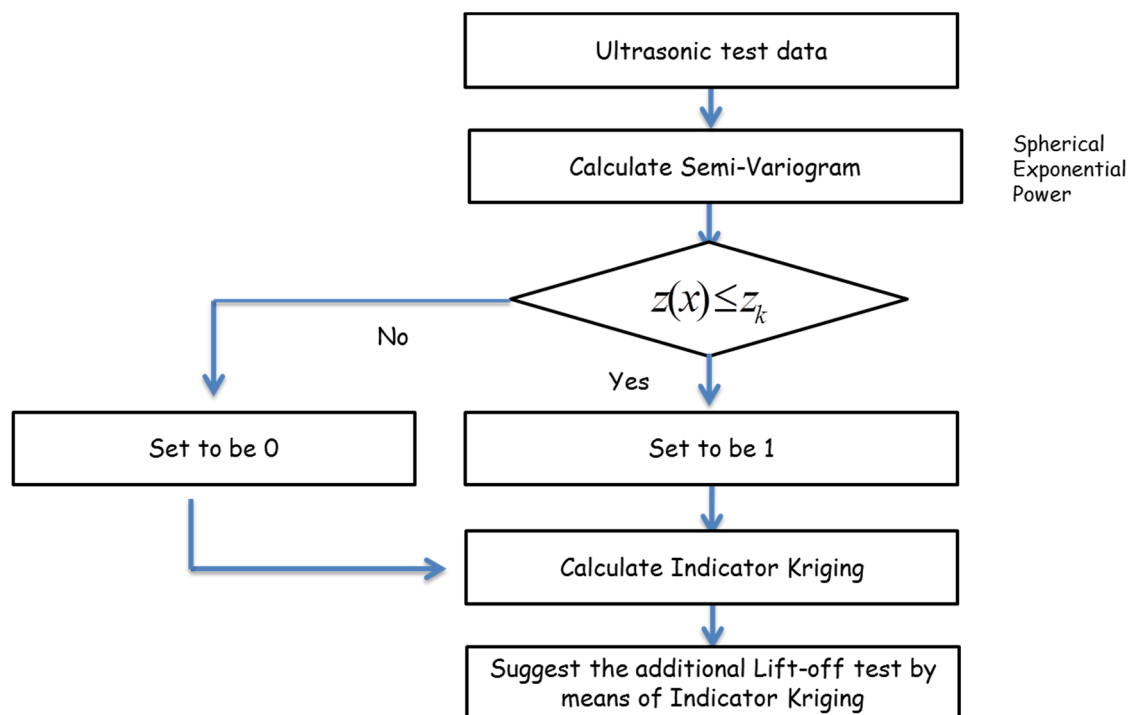 Ultrasonic test data
Calculate Semi-Variogram
Spherical
Exponential
Power
z(x)≤z_k
No
Yes
Set to be 0
Set to be 1
Calculate Indicator Kriging
Suggest the additional Lift-off test by
means of Indicator Kriging